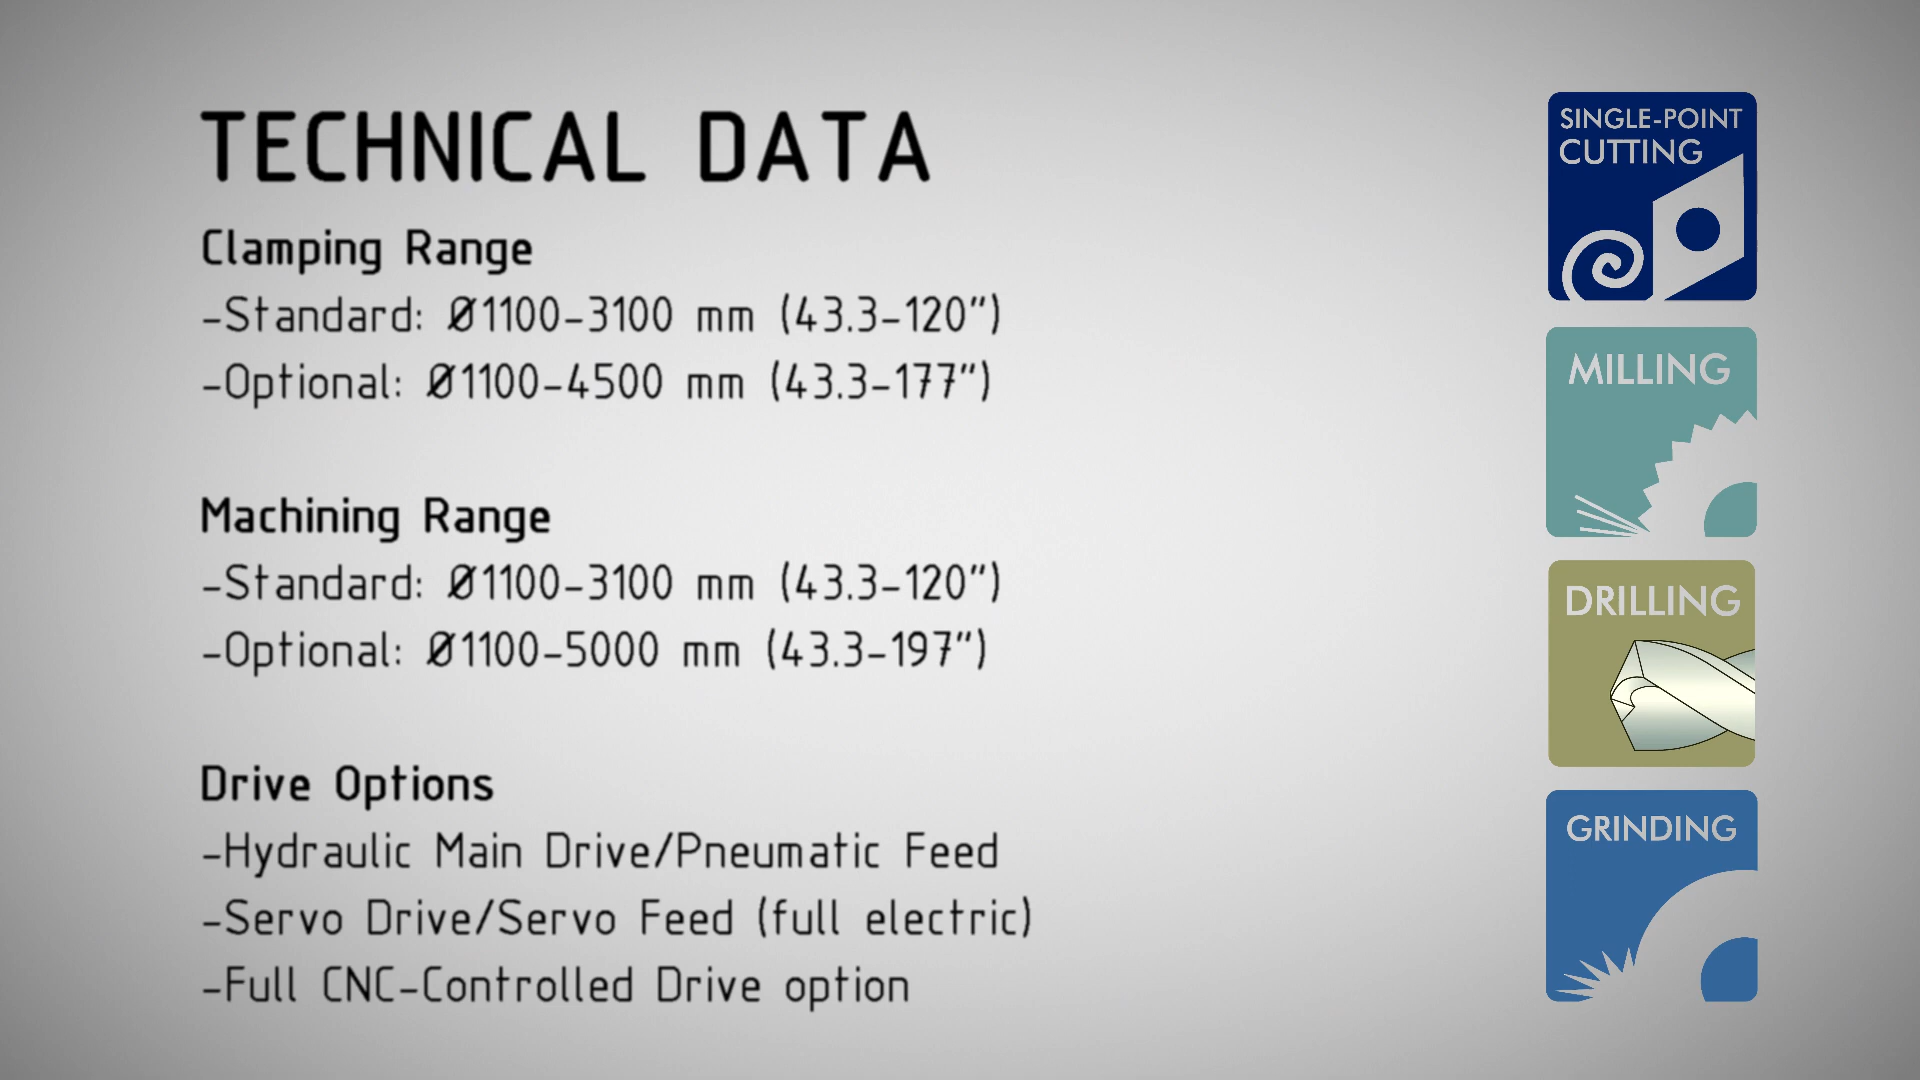 TECHNICAL DATA
Clamping Range
-Standard: Ø1100-3100 mm (43.3-120")
-Optional: Ø1100-4500 mm (43.3-177")
Machining Range
-Standard: Ø1100-3100 mm (43.3-120")
-Optional: Ø1100-5000 mm (43.3-197")
Drive Options
-Hydraulic Main Drive/Pneumatic Feed
-Servo Drive/Servo Feed (full electric)
-Full CNC-Controlled Drive option
SINGLE-POINT
CUTTING
MILLING
DRILLING
GRINDING